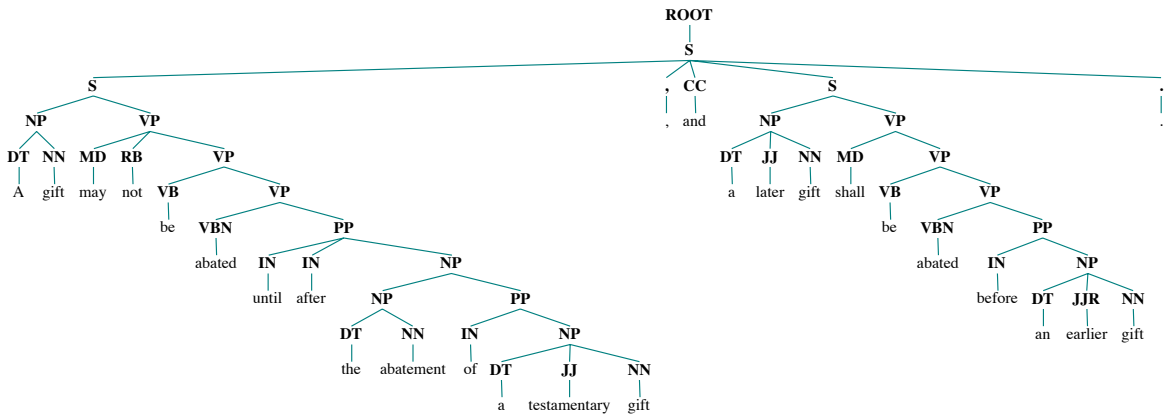 ROOT
S
S , CC S .
NP VP , and NP VP .
DT NN MD RB VP DT JJ NN MD VP
A gift may not VB VP a later gift shall VB VP
be VBN PP be VBN PP
abated IN IN NP abated IN NP
until after NP PP before DT JJR NN
DT NN IN NP an earlier gift
the abatement of DT JJ NN
a testamentary gift